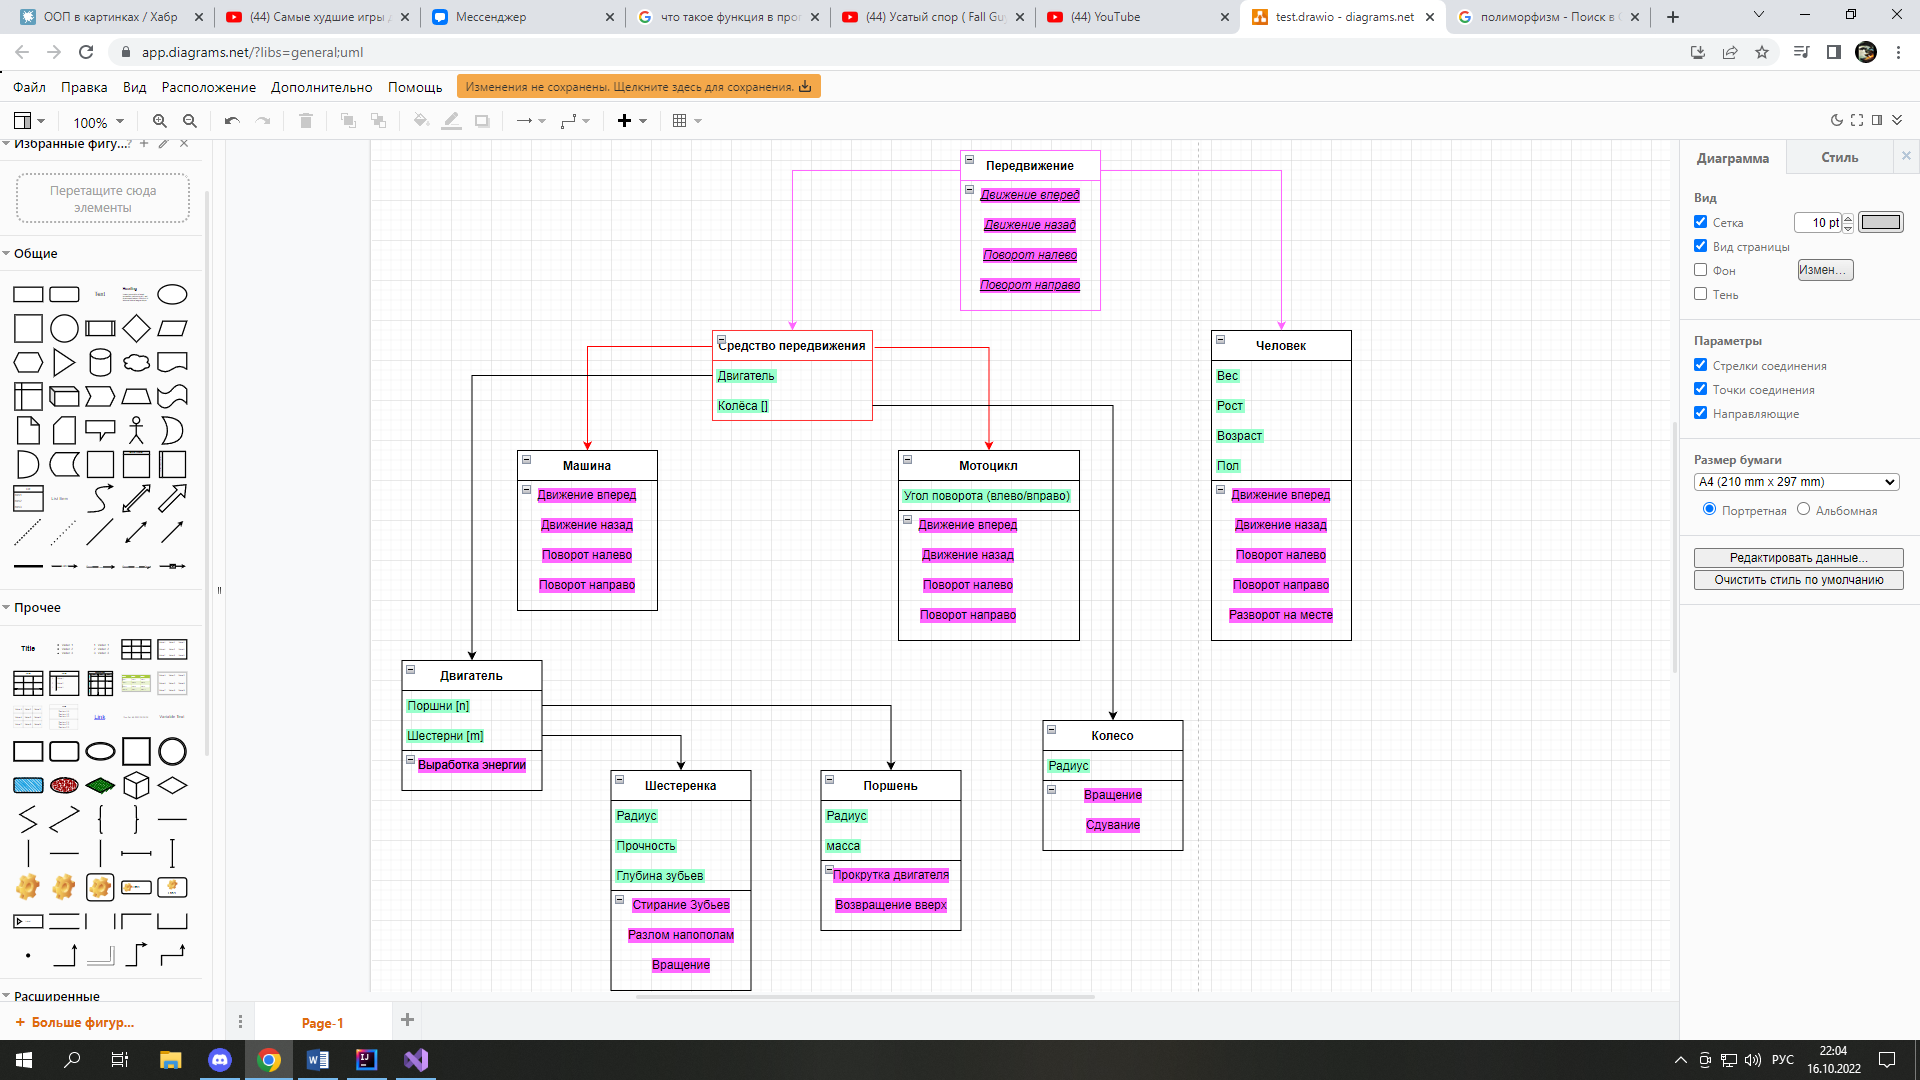 ООП в картинках / Хабр
(44) Самые худшие игры д
Мессенджер
что такое функция в прог
(44) Усатый спор ( Fall Gu
(44) YouTube
test.drawio - diagrams.net
полиморфизм - Поиск в G
app.diagrams.net/?libs=general;uml
Файл Правка Вид Расположение Дополнительно Помощь
Изменения не сохранены. Щелкните здесь для сохранения.
100%
Избранные фигу...
Перетащите сюда
элементы
Общие
Text
Heading
List Item
Прочее
Title
Link
Расширенные
+ Больше фигур...
Передвижение
Движение вперед
Движение назад
Поворот налево
Поворот направо
Средство передвижения
Двигатель
Колёса []
Человек
Вес
Рост
Возраст
Пол
Движение вперед
Движение назад
Поворот налево
Поворот направо
Разворот на месте
Машина
Движение вперед
Движение назад
Поворот налево
Поворот направо
Мотоцикл
Угол поворота (влево/вправо)
Движение вперед
Движение назад
Поворот налево
Поворот направо
Двигатель
Поршни [n]
Шестерни [m]
Выработка энергии
Шестеренка
Радиус
Прочность
Глубина зубьев
Стирание Зубьев
Разлом напополам
Вращение
Поршень
Радиус
масса
Прокрутка двигателя
Возвращение вверх
Колесо
Радиус
Вращение
Сдувание
Диаграмма
Стиль
Вид
Сетка
10 pt
Вид страницы
Фон
Измен...
Тень
Параметры
Стрелки соединения
Точки соединения
Направляющие
Размер бумаги
A4 (210 mm x 297 mm)
Портретная Альбомная
Редактировать данные...
Очистить стиль по умолчанию
Page-1
РУС
22:04
16.10.2022